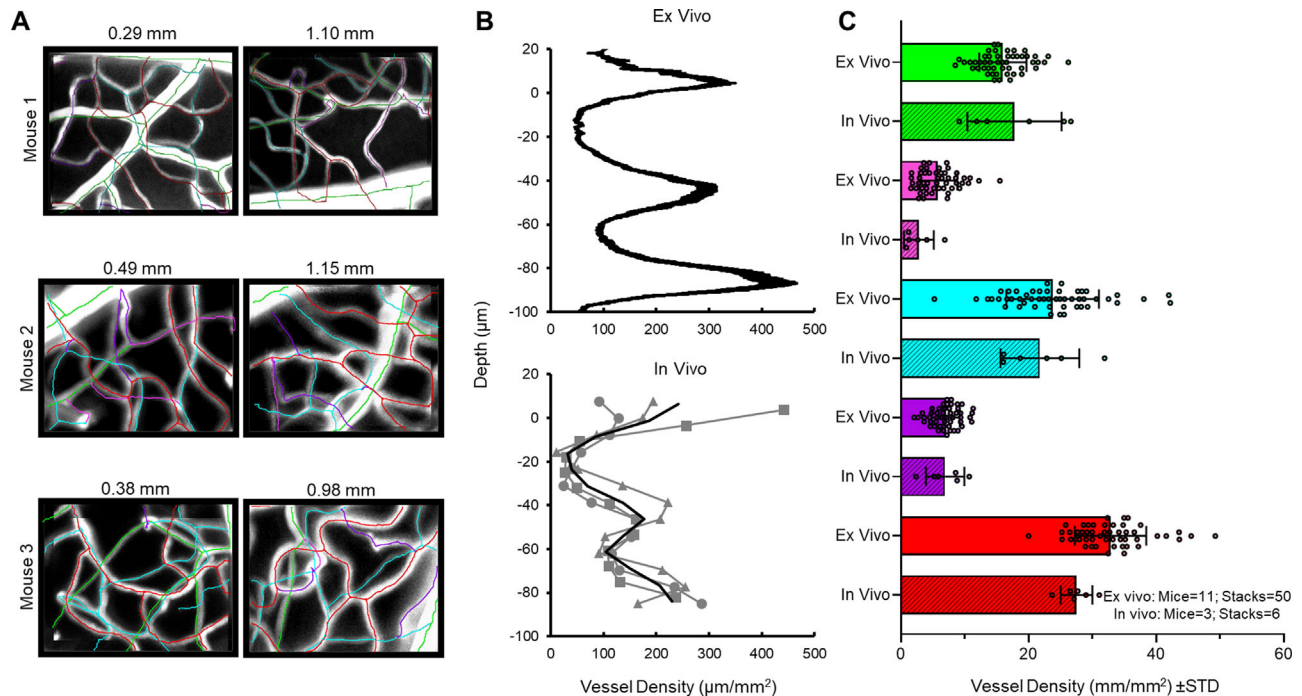 A
0.29 mm
1.10 mm
Mouse 1
0.49 mm
1.15 mm
Mouse 2
0.38 mm
0.98 mm
Mouse 3
B
Ex Vivo
20
0
-20
-40
-60
-80
-100
0 100 200 300 400 500
Depth (µm)
In Vivo
20
0
-20
-40
-60
-80
-100
0 100 200 300 400 500
Vessel Density (µm/mm²)
C
Ex Vivo
In Vivo
Ex Vivo
In Vivo
Ex Vivo
In Vivo
Ex Vivo
In Vivo
Ex Vivo
In Vivo
Ex vivo: Mice=11; Stacks=50
In vivo: Mice=3; Stacks=6
0 20 40 60
Vessel Density (mm/mm²) ±STD